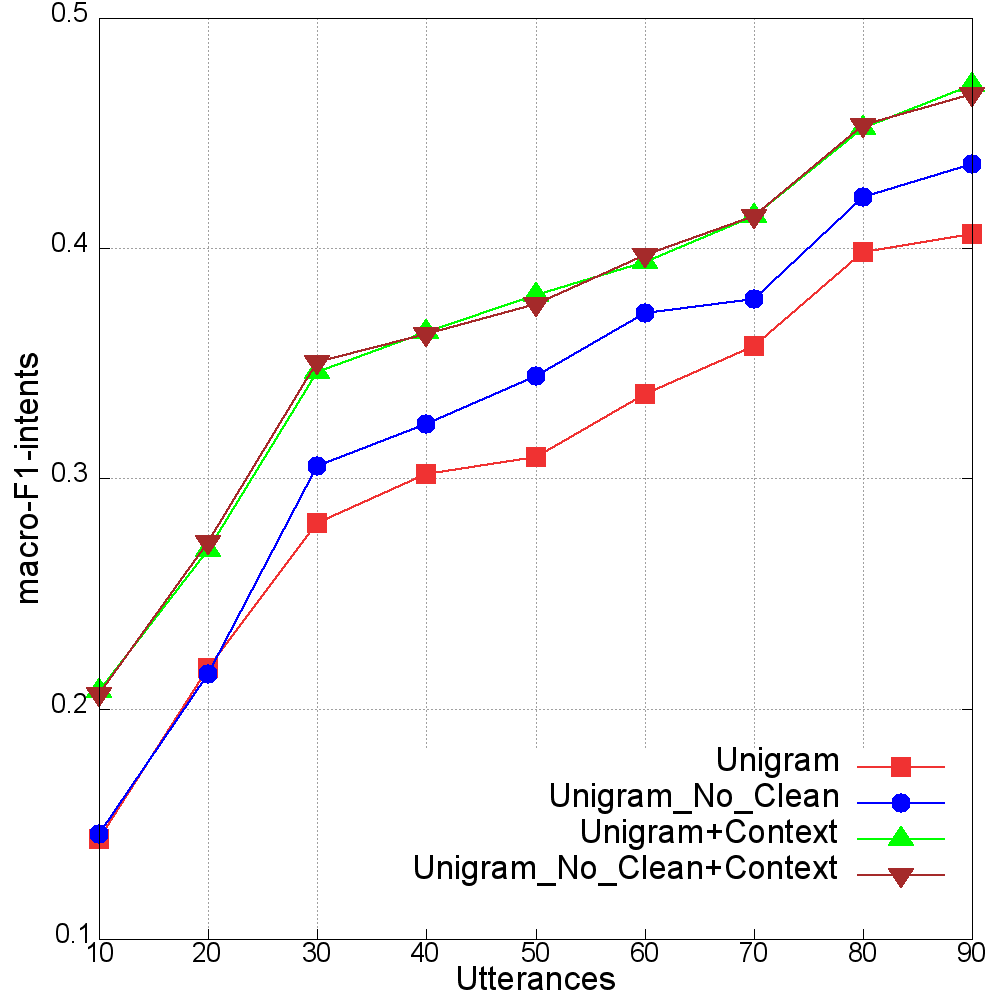 0.5
0.4
0.3
0.2
0.1
macro-F1-intents
Unigram
Unigram_No_Clean
Unigram+Context
Unigram_No_Clean+Context
10 20 30 40 50 60 70 80 90
Utterances